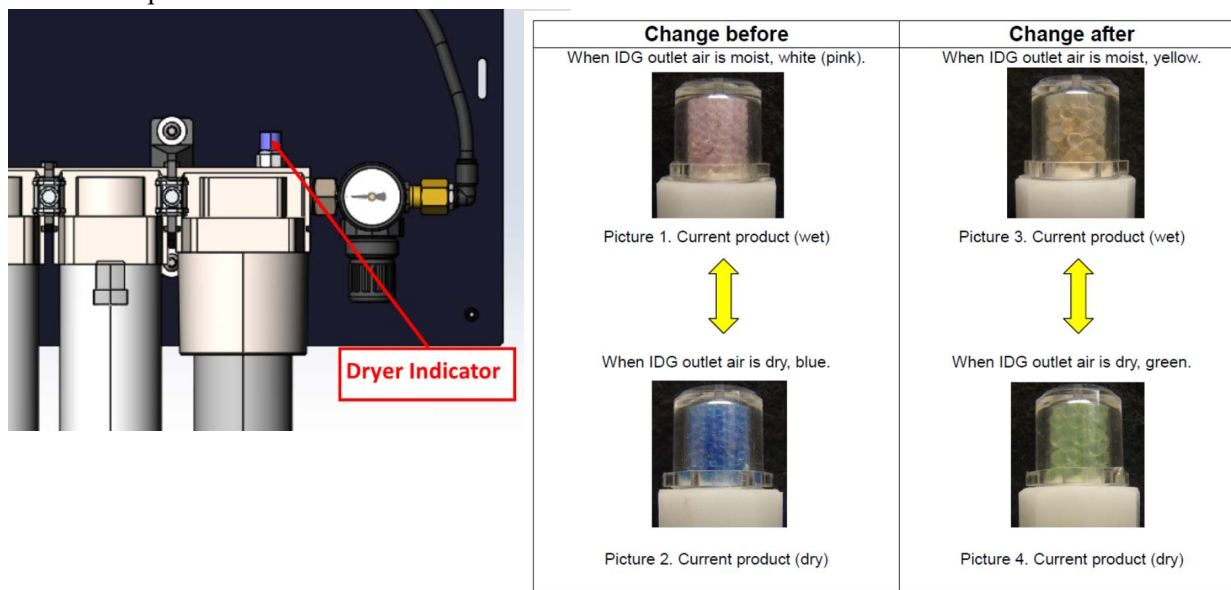 Dryer Indicator
Change before
When IDG outlet air is moist, white (pink).
Picture 1. Current product (wet)
When IDG outlet air is dry, blue.
Picture 2. Current product (dry)
Change after
When IDG outlet air is moist, yellow.
Picture 3. Current product (wet)
When IDG outlet air is dry, green.
Picture 4. Current product (dry)